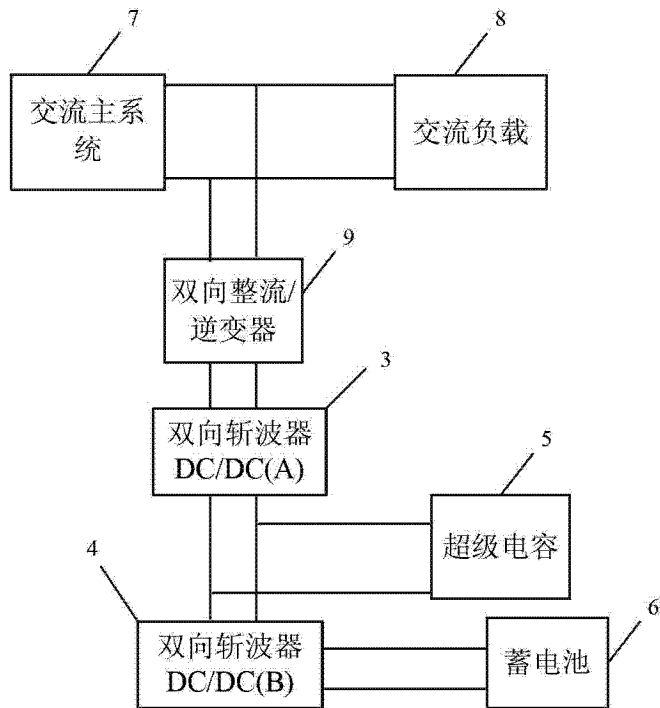 7
8
交流主系
统
交流负载
9
双向整流/
逆变器
3
双向斩波器
DC/DC(A)
5
超级电容
4
双向斩波器
DC/DC(B)
6
蓄电池